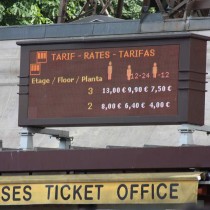 TARIF - RATES - TARIFAS
Etage / Floor / Planta 12-24 -12
3 13,00 € 9,90 € 7,50 €
2 8,00 € 6,40 € 4,00 €
SES TICKET OFFICE